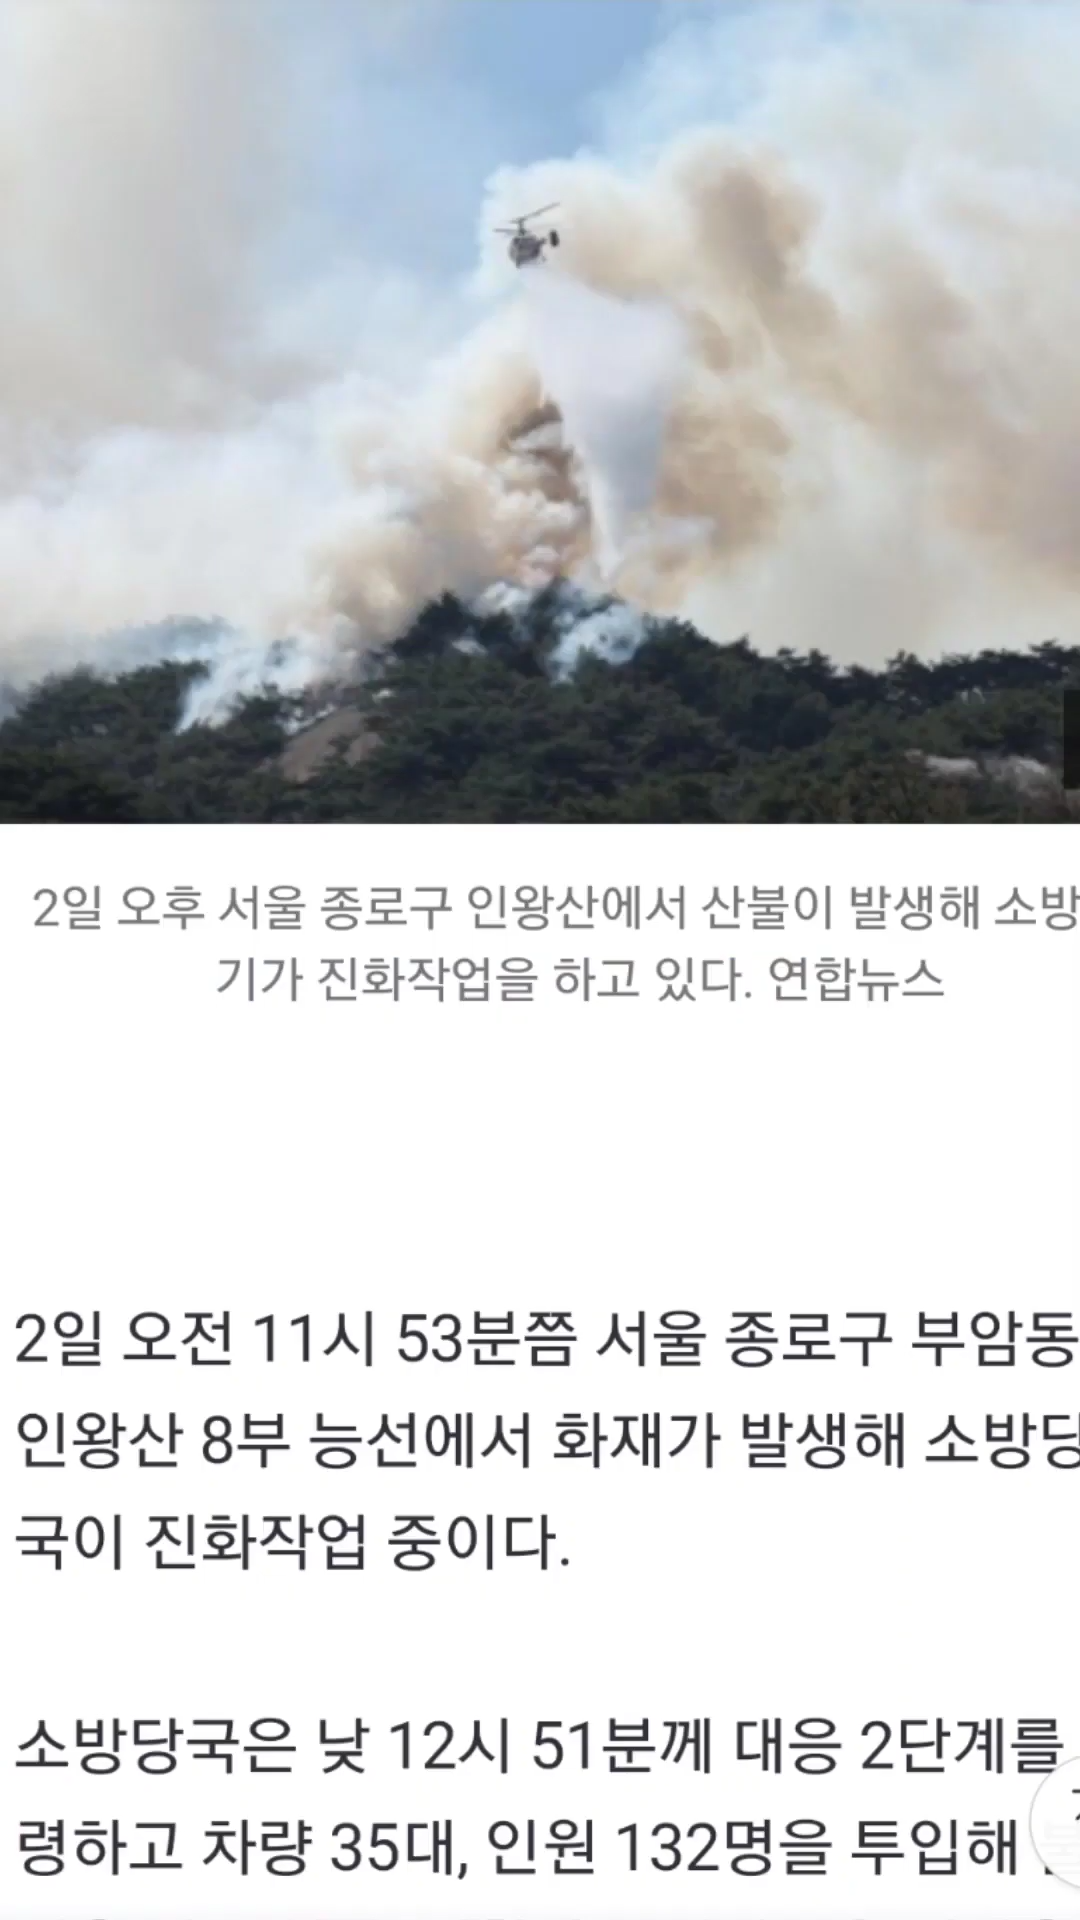 2일 오후 서울 종로구 인왕산에서 산불이 발생해 소방
기가 진화작업을 하고 있다. 연합뉴스
2일 오전 11시 53분쯤 서울 종로구 부암동
인왕산 8부 능선에서 화재가 발생해 소방당
국이 진화작업 중이다.
소방당국은 낮 12시 51분께 대응 2단계를
령하고 차량 35대, 인원 132명을 투입해